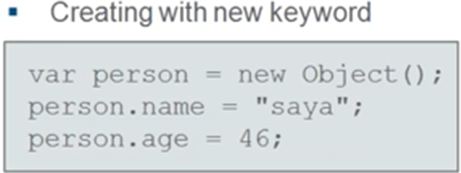 ▪ Creating with new keyword
var person = new Object();
person.name = "saya";
person.age = 46;